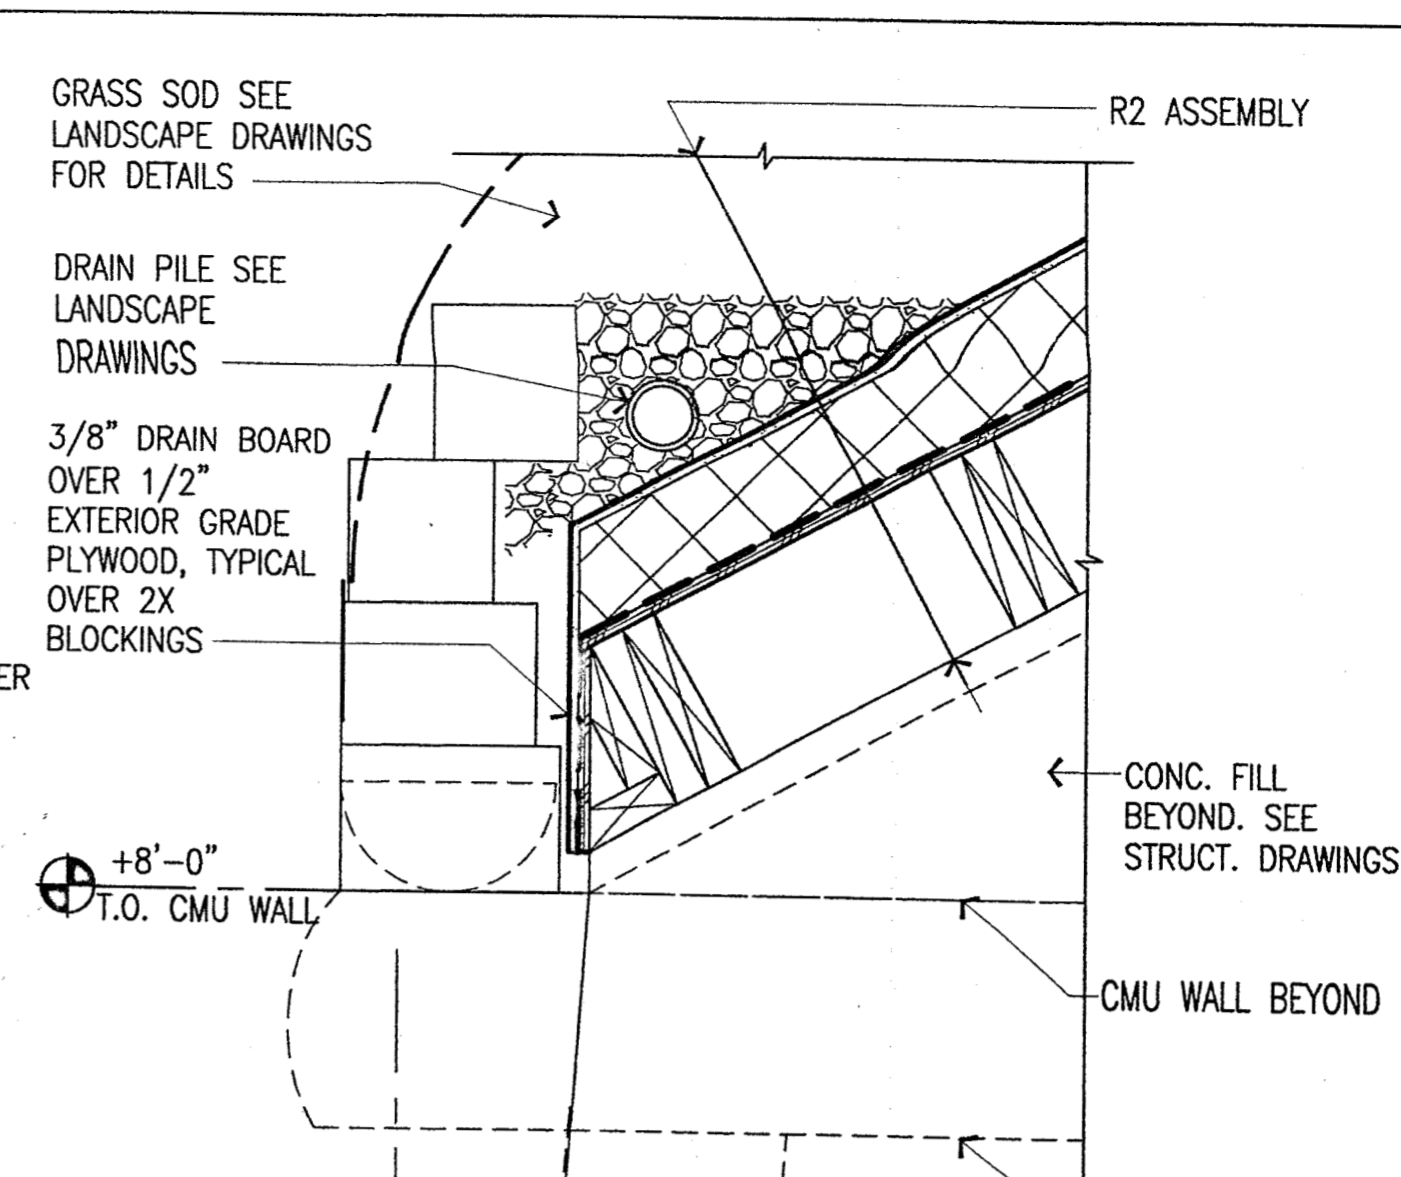 GRASS SOD SEE
LANDSCAPE DRAWINGS
FOR DETAILS
R2 ASSEMBLY
DRAIN PILE SEE
LANDSCAPE
DRAWINGS
3/8" DRAIN BOARD
OVER 1/2"
EXTERIOR GRADE
PLYWOOD, TYPICAL
OVER 2X
BLOCKINGS
ER
CONC. FILL
BEYOND. SEE
STRUCT. DRAWINGS
+8'-0"
T.O. CMU WALL
CMU WALL BEYOND